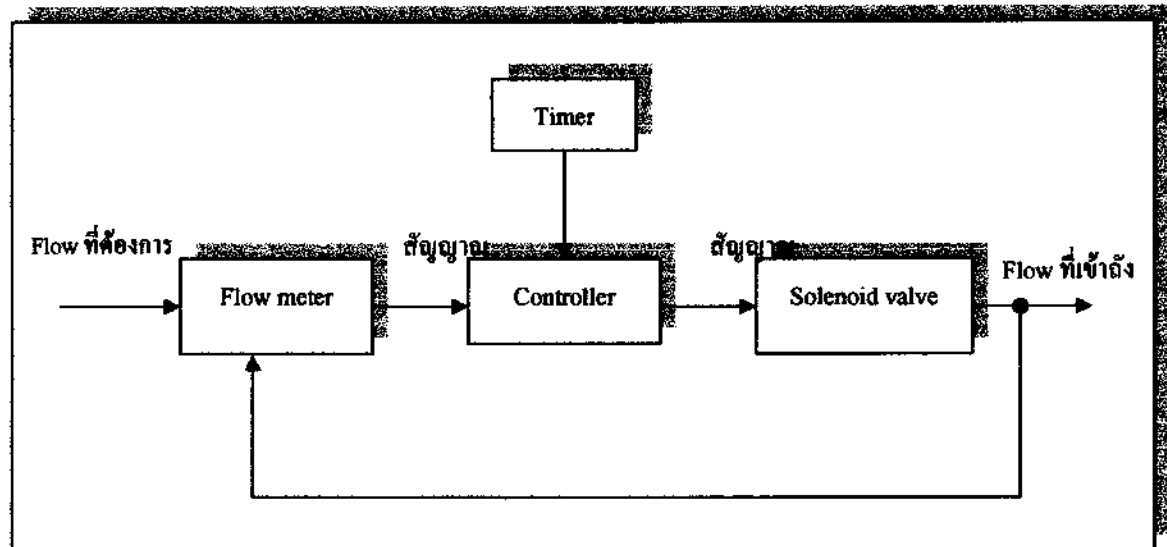 Timer
Flow ที่ต้องการ
สัญญาณ
สัญญาณ
Flow ที่เข้าถัง
Flow meter
Controller
Solenoid valve